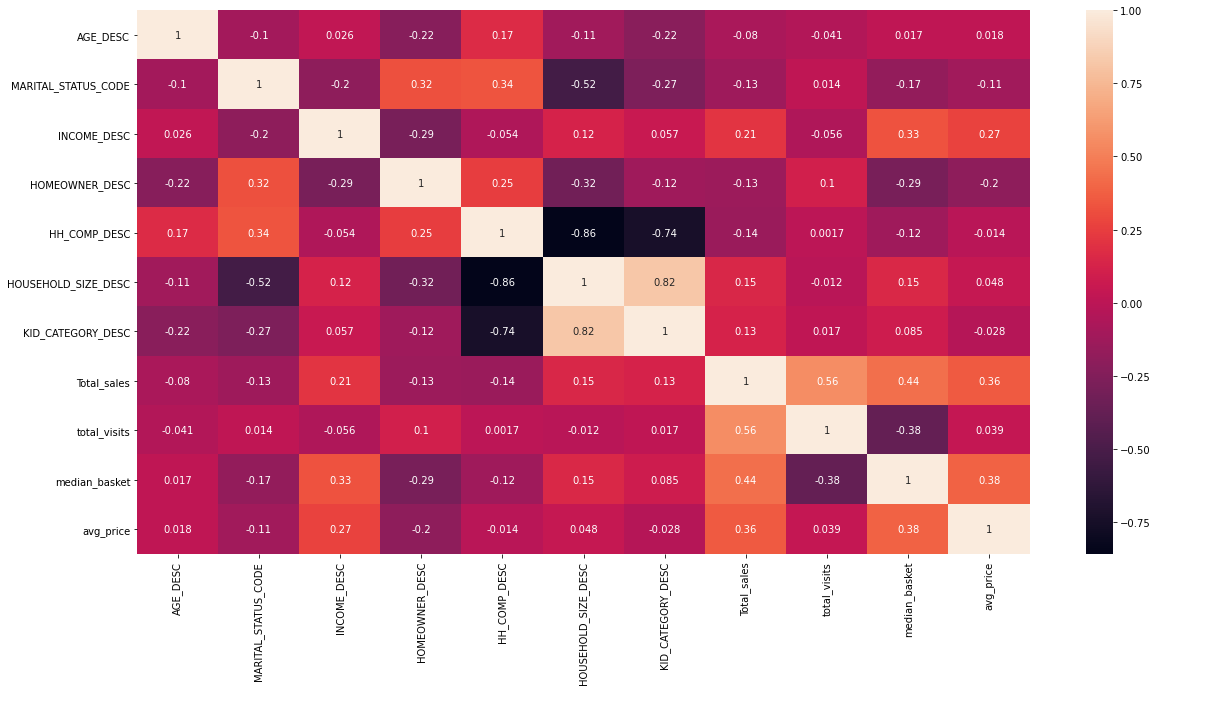 AGE_DESC 1 -0.1 0.026 -0.22 0.17 -0.11 -0.22 -0.08 -0.041 0.017 0.018
MARITAL_STATUS_CODE -0.1 1 -0.2 0.32 0.34 -0.52 -0.27 -0.13 0.014 -0.17 -0.11
INCOME_DESC 0.026 -0.2 1 -0.29 -0.054 0.12 0.057 0.21 -0.056 0.33 0.27
HOMEOWNER_DESC -0.22 0.32 -0.29 1 0.25 -0.32 -0.12 -0.13 0.1 -0.29 -0.2
HH_COMP_DESC 0.17 0.34 -0.054 0.25 1 -0.86 -0.74 -0.14 0.0017 -0.12 -0.014
HOUSEHOLD_SIZE_DESC -0.11 -0.52 0.12 -0.32 -0.86 1 0.82 0.15 -0.012 0.15 0.048
KID_CATEGORY_DESC -0.22 -0.27 0.057 -0.12 -0.74 0.82 1 0.13 0.017 0.085 -0.028
Total_sales -0.08 -0.13 0.21 -0.13 -0.14 0.15 0.13 1 0.56 0.44 0.36
total_visits -0.041 0.014 -0.056 0.1 0.0017 -0.012 0.017 0.56 1 -0.38 0.039
median_basket 0.017 -0.17 0.33 -0.29 -0.12 0.15 0.085 0.44 -0.38 1 0.38
avg_price 0.018 -0.11 0.27 -0.2 -0.014 0.048 -0.028 0.36 0.039 0.38 1
AGE_DESC
MARITAL_STATUS_CODE
INCOME_DESC
HOMEOWNER_DESC
HH_COMP_DESC
HOUSEHOLD_SIZE_DESC
KID_CATEGORY_DESC
Total_sales
total_visits
median_basket
avg_price
1.00
0.75
0.50
0.25
0.00
−0.25
−0.50
−0.75